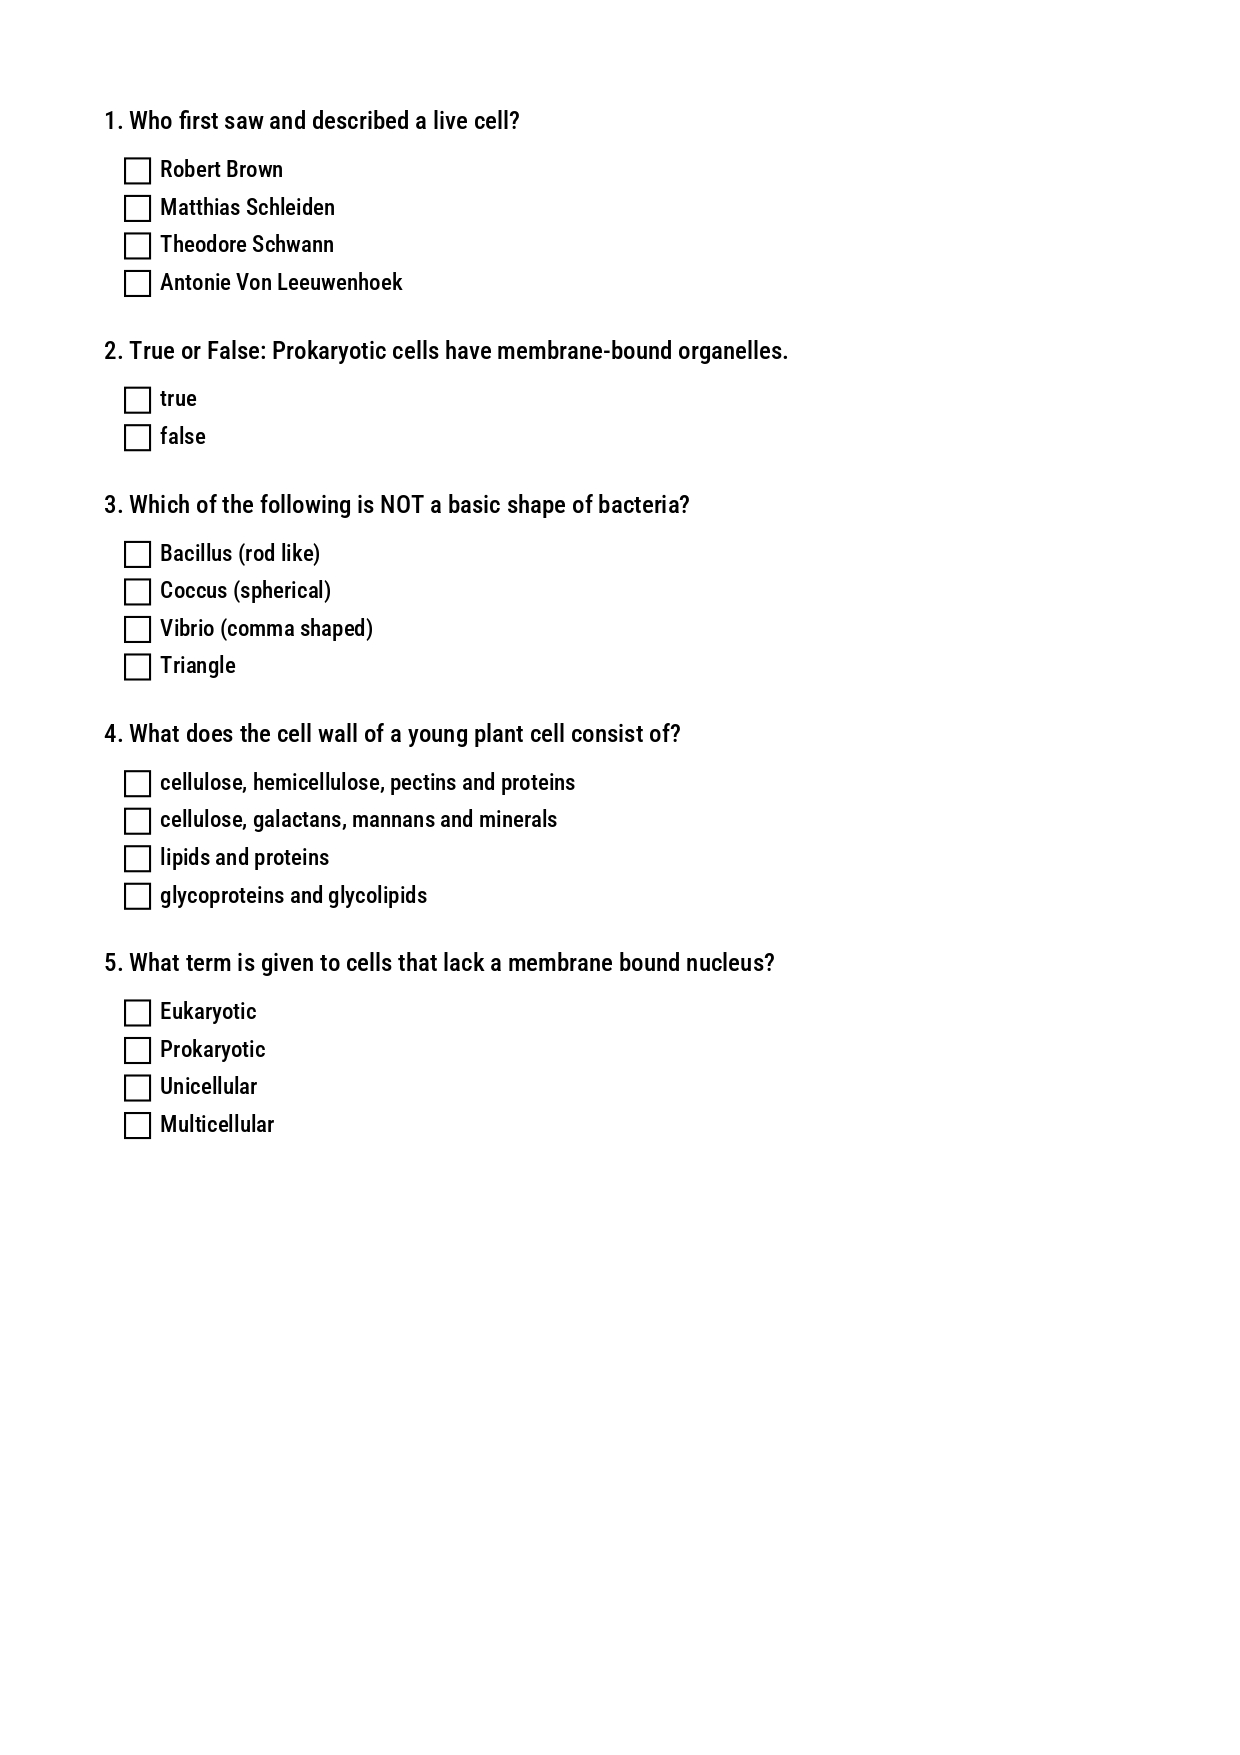 1. Who first saw and described a live cell?
Robert Brown
Matthias Schleiden
Theodore Schwann
Antonie Von Leeuwenhoek
2. True or False: Prokaryotic cells have membrane-bound organelles.
true
false
3. Which of the following is NOT a basic shape of bacteria?
Bacillus (rod like)
Coccus (spherical)
Vibrio (comma shaped)
Triangle
4. What does the cell wall of a young plant cell consist of?
cellulose, hemicellulose, pectins and proteins
cellulose, galactans, mannans and minerals
lipids and proteins
glycoproteins and glycolipids
5. What term is given to cells that lack a membrane bound nucleus?
Eukaryotic
Prokaryotic
Unicellular
Multicellular